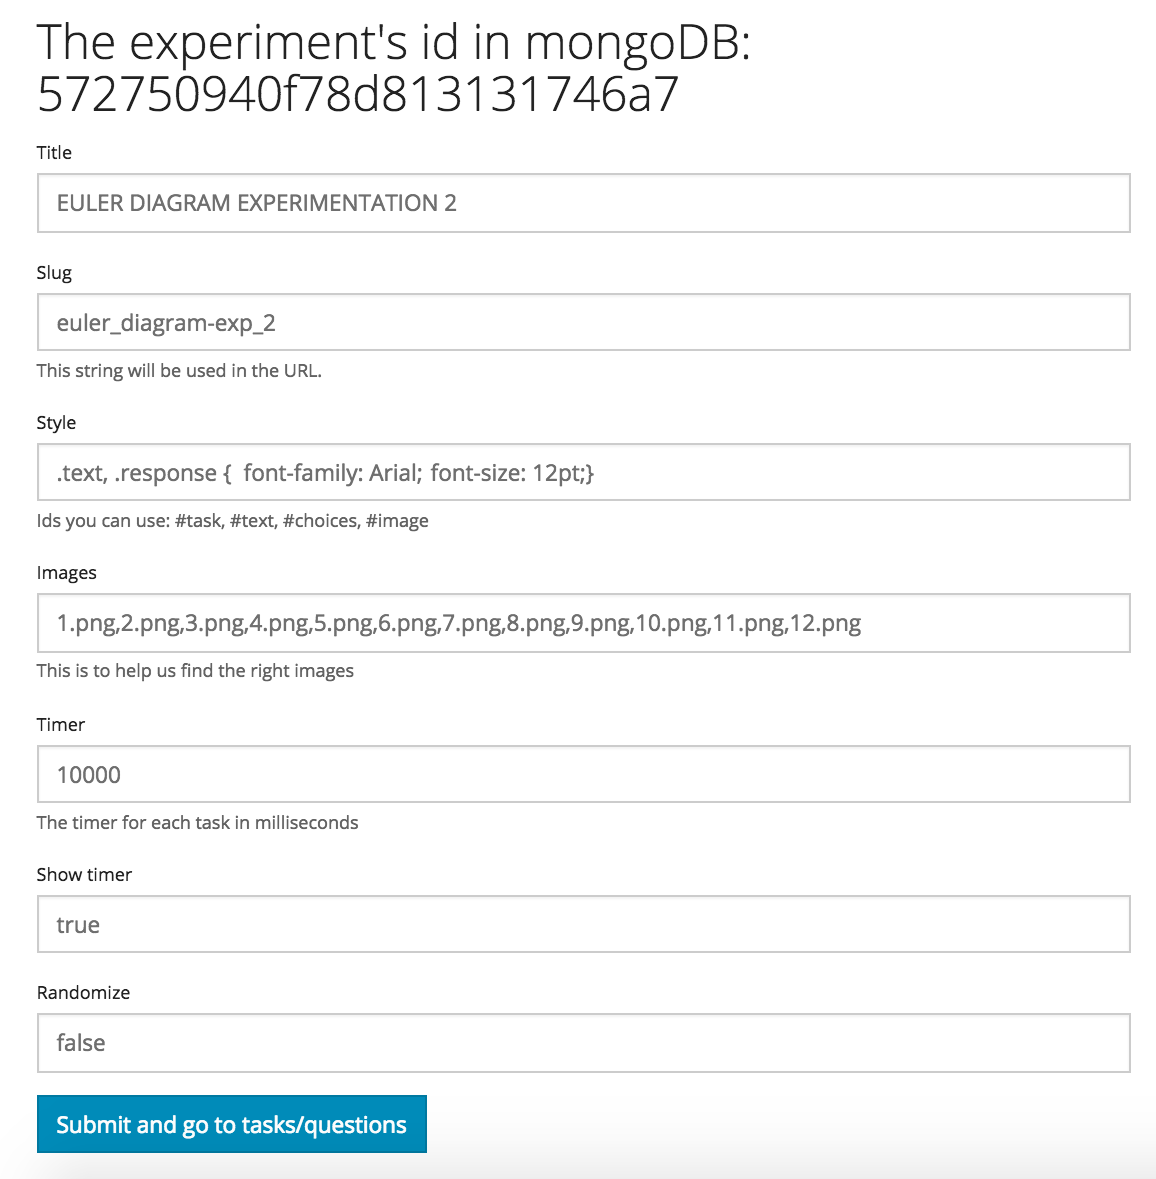 The experiment's id in mongoDB:
572750940f78d813131746a7
Title
EULER DIAGRAM EXPERIMENTATION 2
Slug
euler_diagram-exp_2
This string will be used in the URL.
Style
.text, .response {  font-family: Arial; font-size: 12pt;}
Ids you can use: #task, #text, #choices, #image
Images
1.png,2.png,3.png,4.png,5.png,6.png,7.png,8.png,9.png,10.png,11.png,12.png
This is to help us find the right images
Timer
10000
The timer for each task in milliseconds
Show timer
true
Randomize
false
Submit and go to tasks/questions